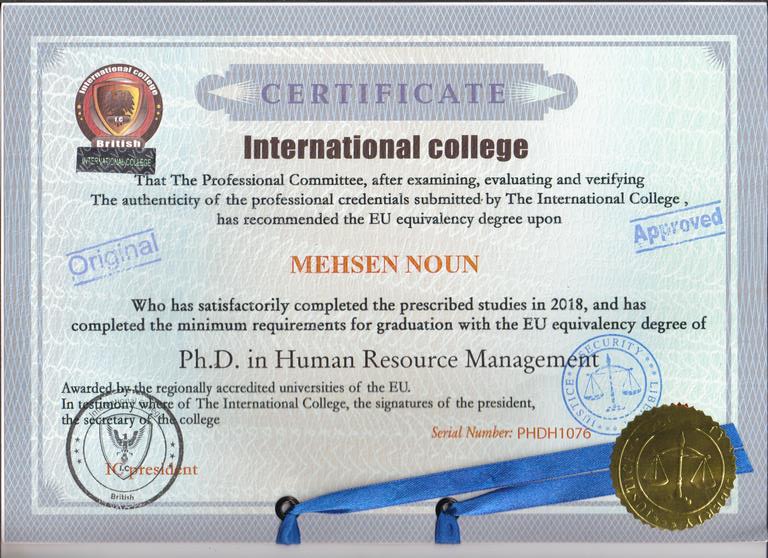 International college
I.C
British
INTERNATIONAL COLLEGE
CERTIFICATE
International college
That The Professional Committee, after examining, evaluating and verifying
The authenticity of the professional credentials submitted by The International College ,
has recommended the EU equivalency degree upon
Original
Approved
MEHSEN NOUN
Who has satisfactorily completed the prescribed studies in 2018, and has
completed the minimum requirements for graduation with the EU equivalency degree of
Ph.D. in Human Resource Management
Awarded by the regionally accredited universities of the EU.
In testimony where of The International College, the signatures of the president,
the secretary of the college
SECURITY
JUSTICE
Serial Number: PHDH1076
IC president
I.C
British